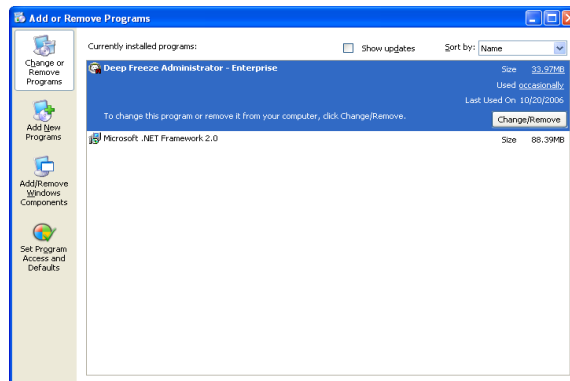 Add or Remove Programs
Currently installed programs:
Show updates
Sort by: Name
Change or
Remove
Programs
Deep Freeze Administrator - Enterprise
Size 33.97MB
Used occasionally
Last Used On 10/20/2006
To change this program or remove it from your computer, click Change/Remove.
Change/Remove
Microsoft .NET Framework 2.0
Size 88.39MB
Add New
Programs
Add/Remove
Windows
Components
Set Program
Access and
Defaults